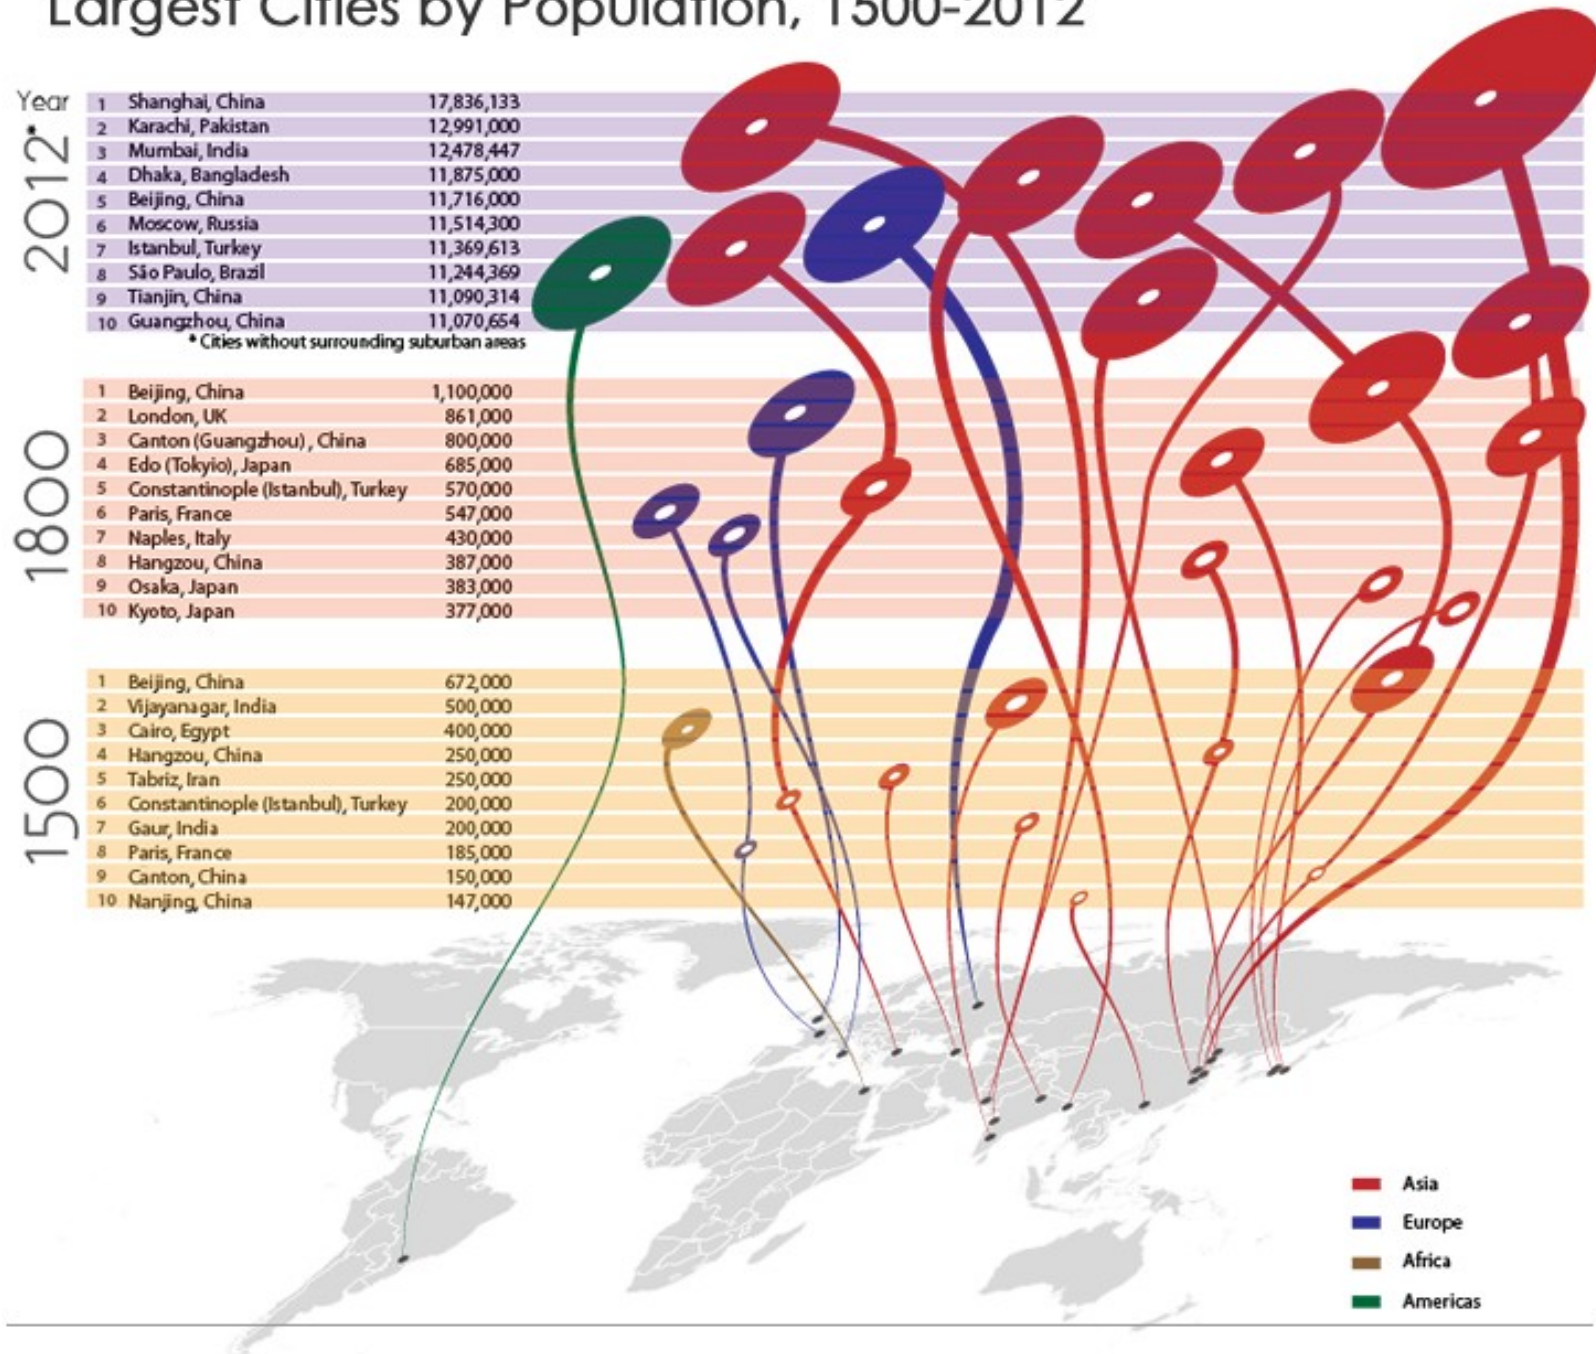 Largest Cities by Population, 1500-2012
Year
2012*
1 Shanghai, China 17,836,133
2 Karachi, Pakistan 12,991,000
3 Mumbai, India 12,478,447
4 Dhaka, Bangladesh 11,875,000
5 Beijing, China 11,716,000
6 Moscow, Russia 11,514,300
7 Istanbul, Turkey 11,369,613
8 São Paulo, Brazil 11,244,369
9 Tianjin, China 11,090,314
10 Guangzhou, China 11,070,654
* Cities without surrounding suburban areas
1800
1 Beijing, China 1,100,000
2 London, UK 861,000
3 Canton (Guangzhou) , China 800,000
4 Edo (Tokyio), Japan 685,000
5 Constantinople (Istanbul), Turkey 570,000
6 Paris, France 547,000
7 Naples, Italy 430,000
8 Hangzou, China 387,000
9 Osaka, Japan 383,000
10 Kyoto, Japan 377,000
1500
1 Beijing, China 672,000
2 Vijayanagar, India 500,000
3 Cairo, Egypt 400,000
4 Hangzou, China 250,000
5 Tabriz, Iran 250,000
6 Constantinople (Istanbul), Turkey 200,000
7 Gaur, India 200,000
8 Paris, France 185,000
9 Canton, China 150,000
10 Nanjing, China 147,000
Asia
Europe
Africa
Americas